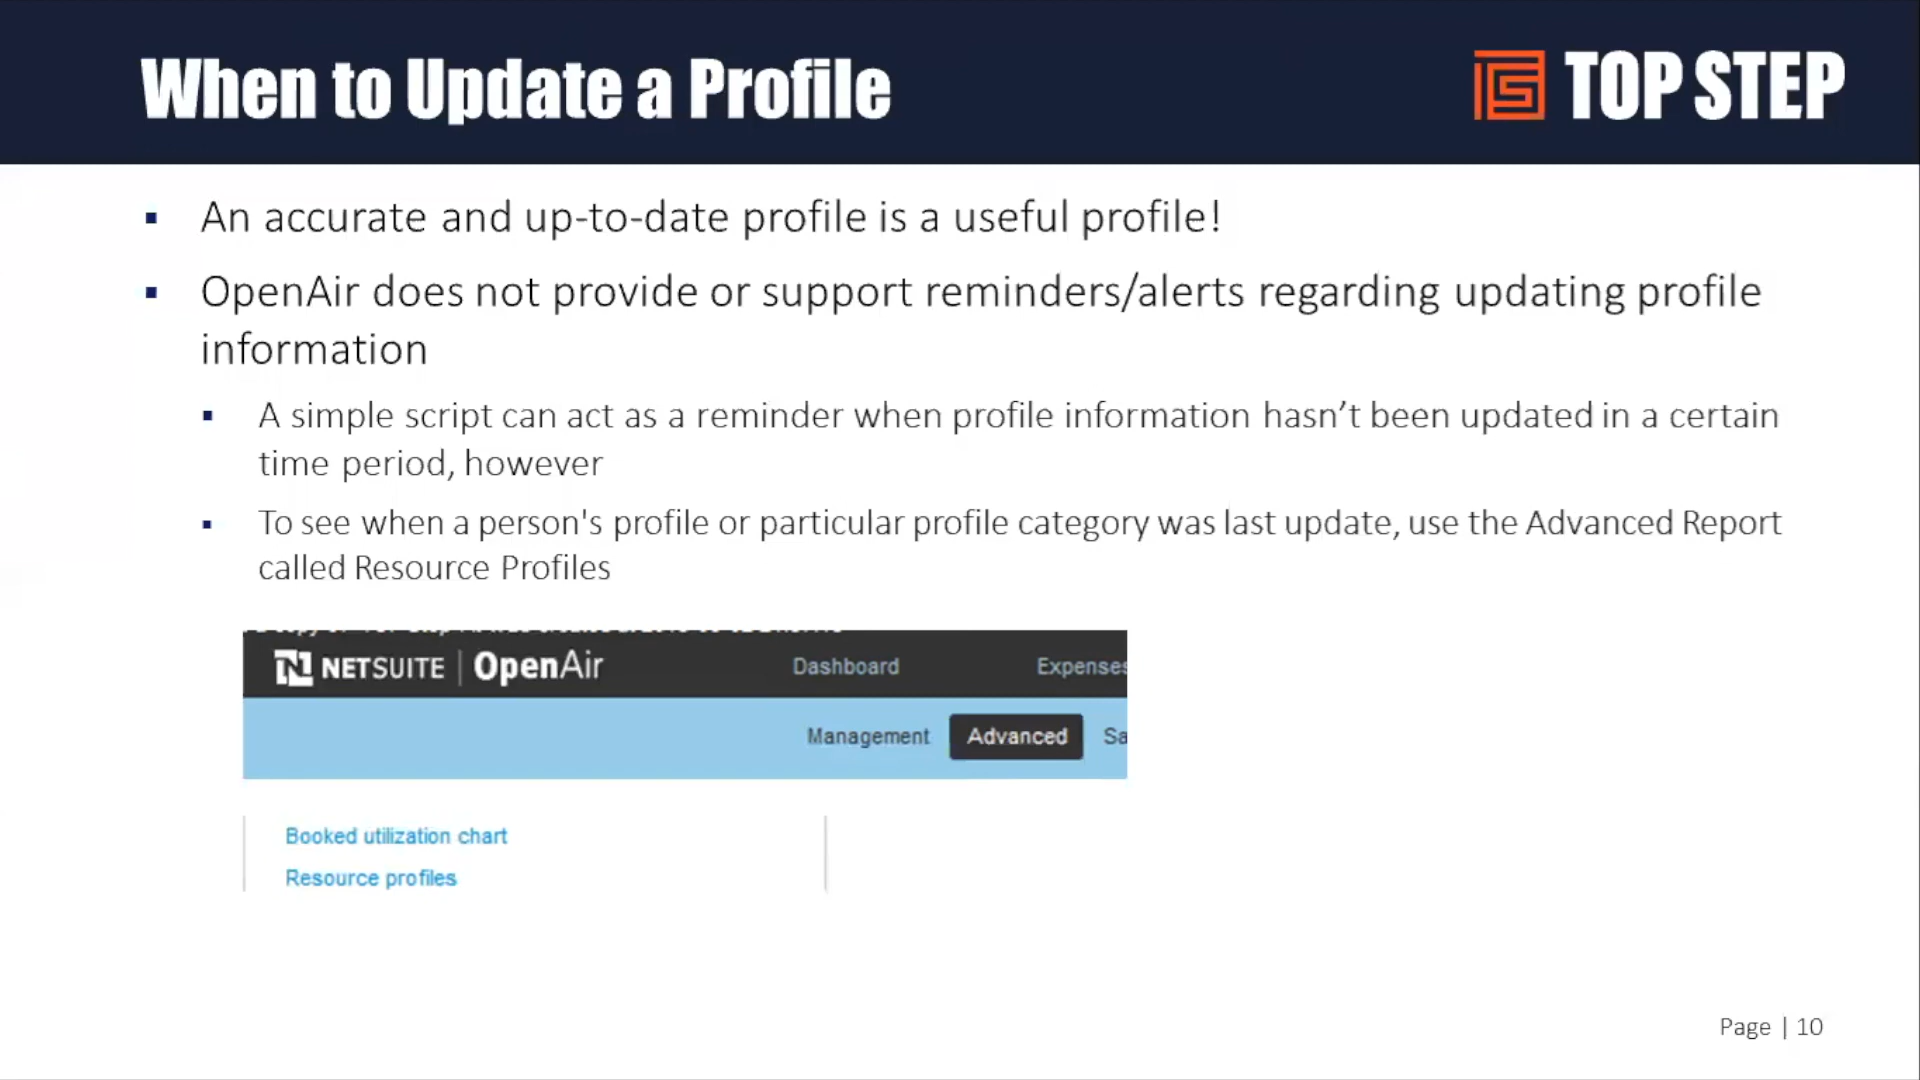 When to Update a Profile
TOP STEP
An accurate and up-to-date profile is a useful profile!
OpenAir does not provide or support reminders/alerts regarding updating profile
information
A simple script can act as a reminder when profile information hasn’t been updated in a certain
time period, however
To see when a person's profile or particular profile category was last update, use the Advanced Report
called Resource Profiles
NETSUITE | OpenAir Dashboard Expenses
Management Advanced Sa
Booked utilization chart
Resource profiles
Page | 10